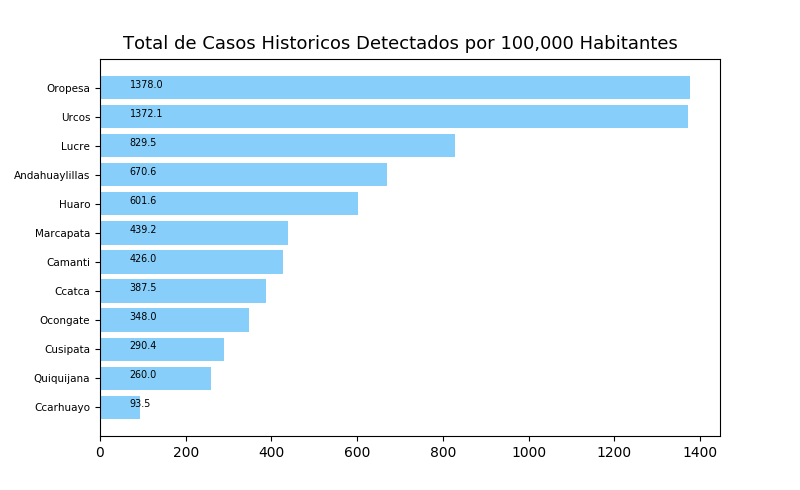 Total de Casos Historicos Detectados por 100,000 Habitantes
Oropesa 1378.0
Urcos 1372.1
Lucre 829.5
Andahuaylillas 670.6
Huaro 601.6
Marcapata 439.2
Camanti 426.0
Ccatca 387.5
Ocongate 348.0
Cusipata 290.4
Quiquijana 260.0
Ccarhuayo 93.5
0 200 400 600 800 1000 1200 1400